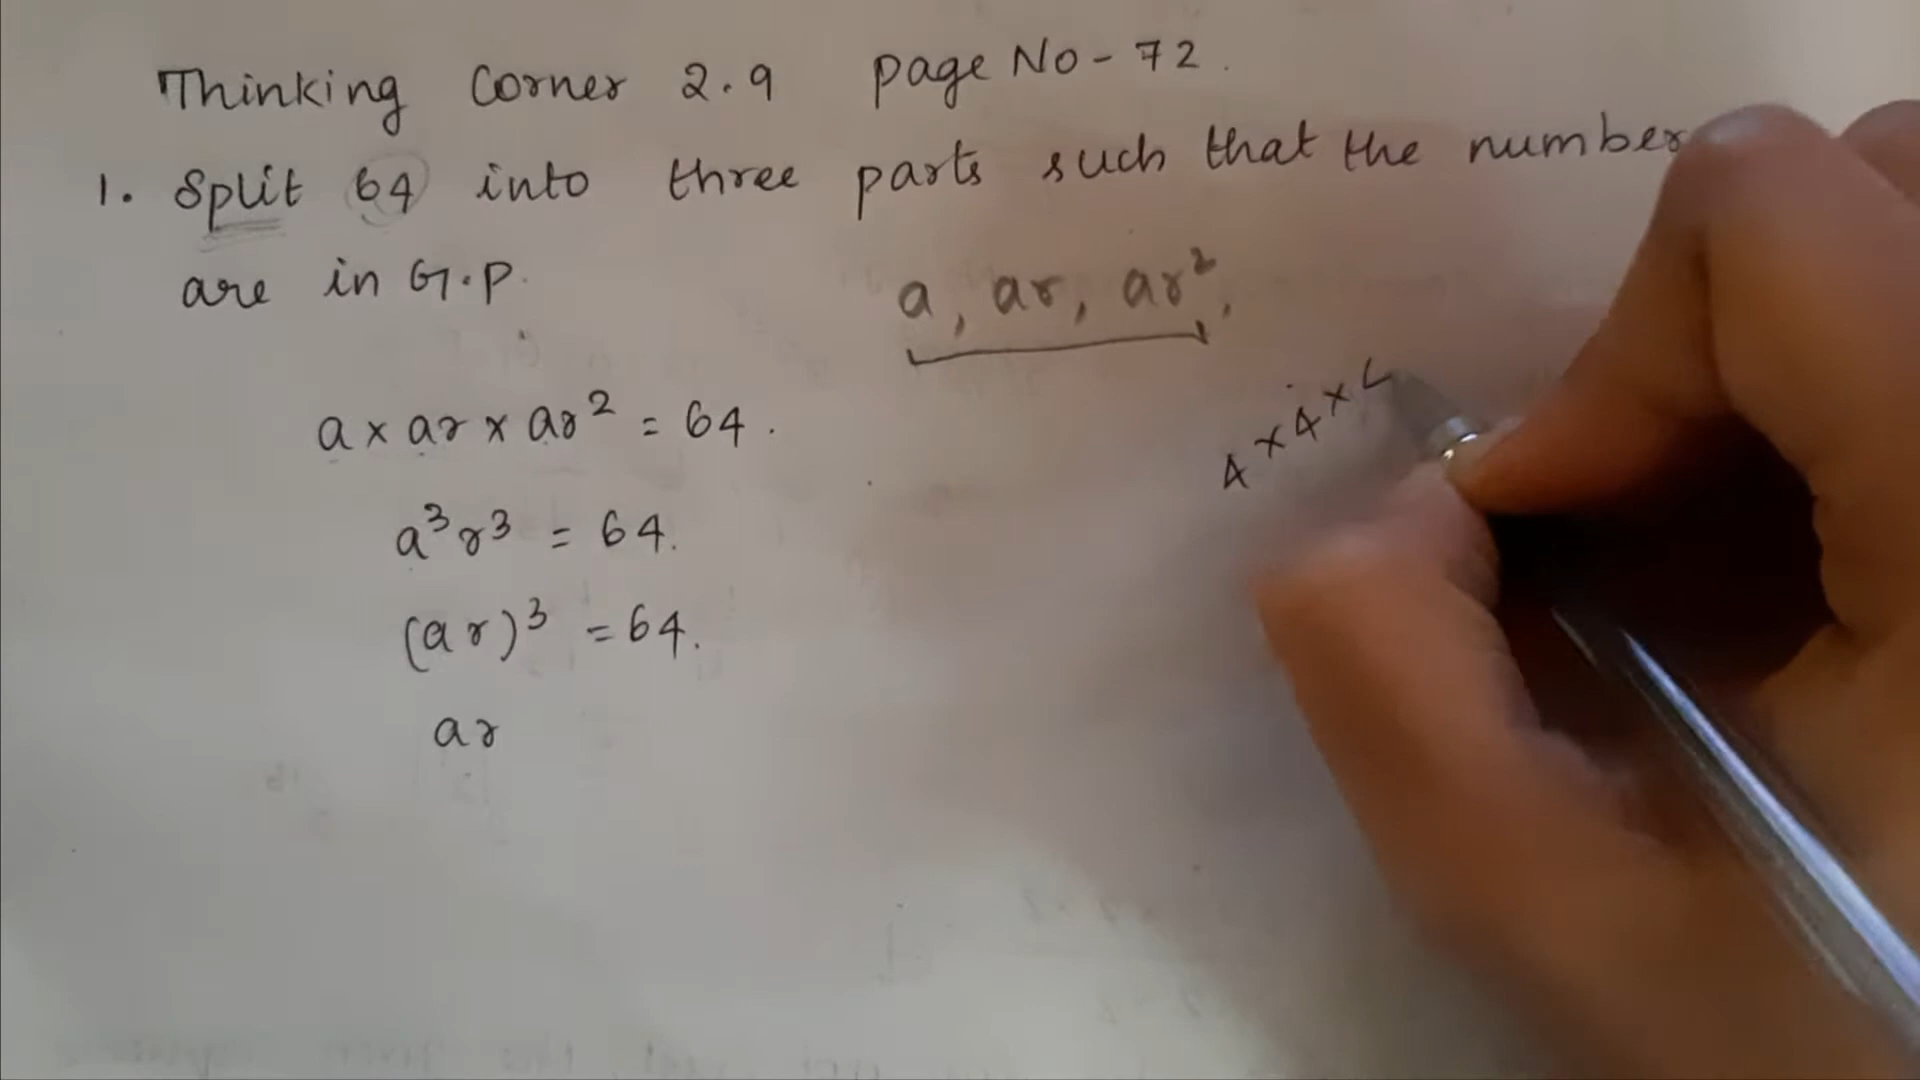 Thinking Corner 2.9 page No - 72.
1. Split 64 into three parts such that the number
are in G.P.
a, ar, ar²,
a × ar × ar² = 64.
4 × 4 × 4
a³r³ = 64.
(ar)³ = 64.
ar